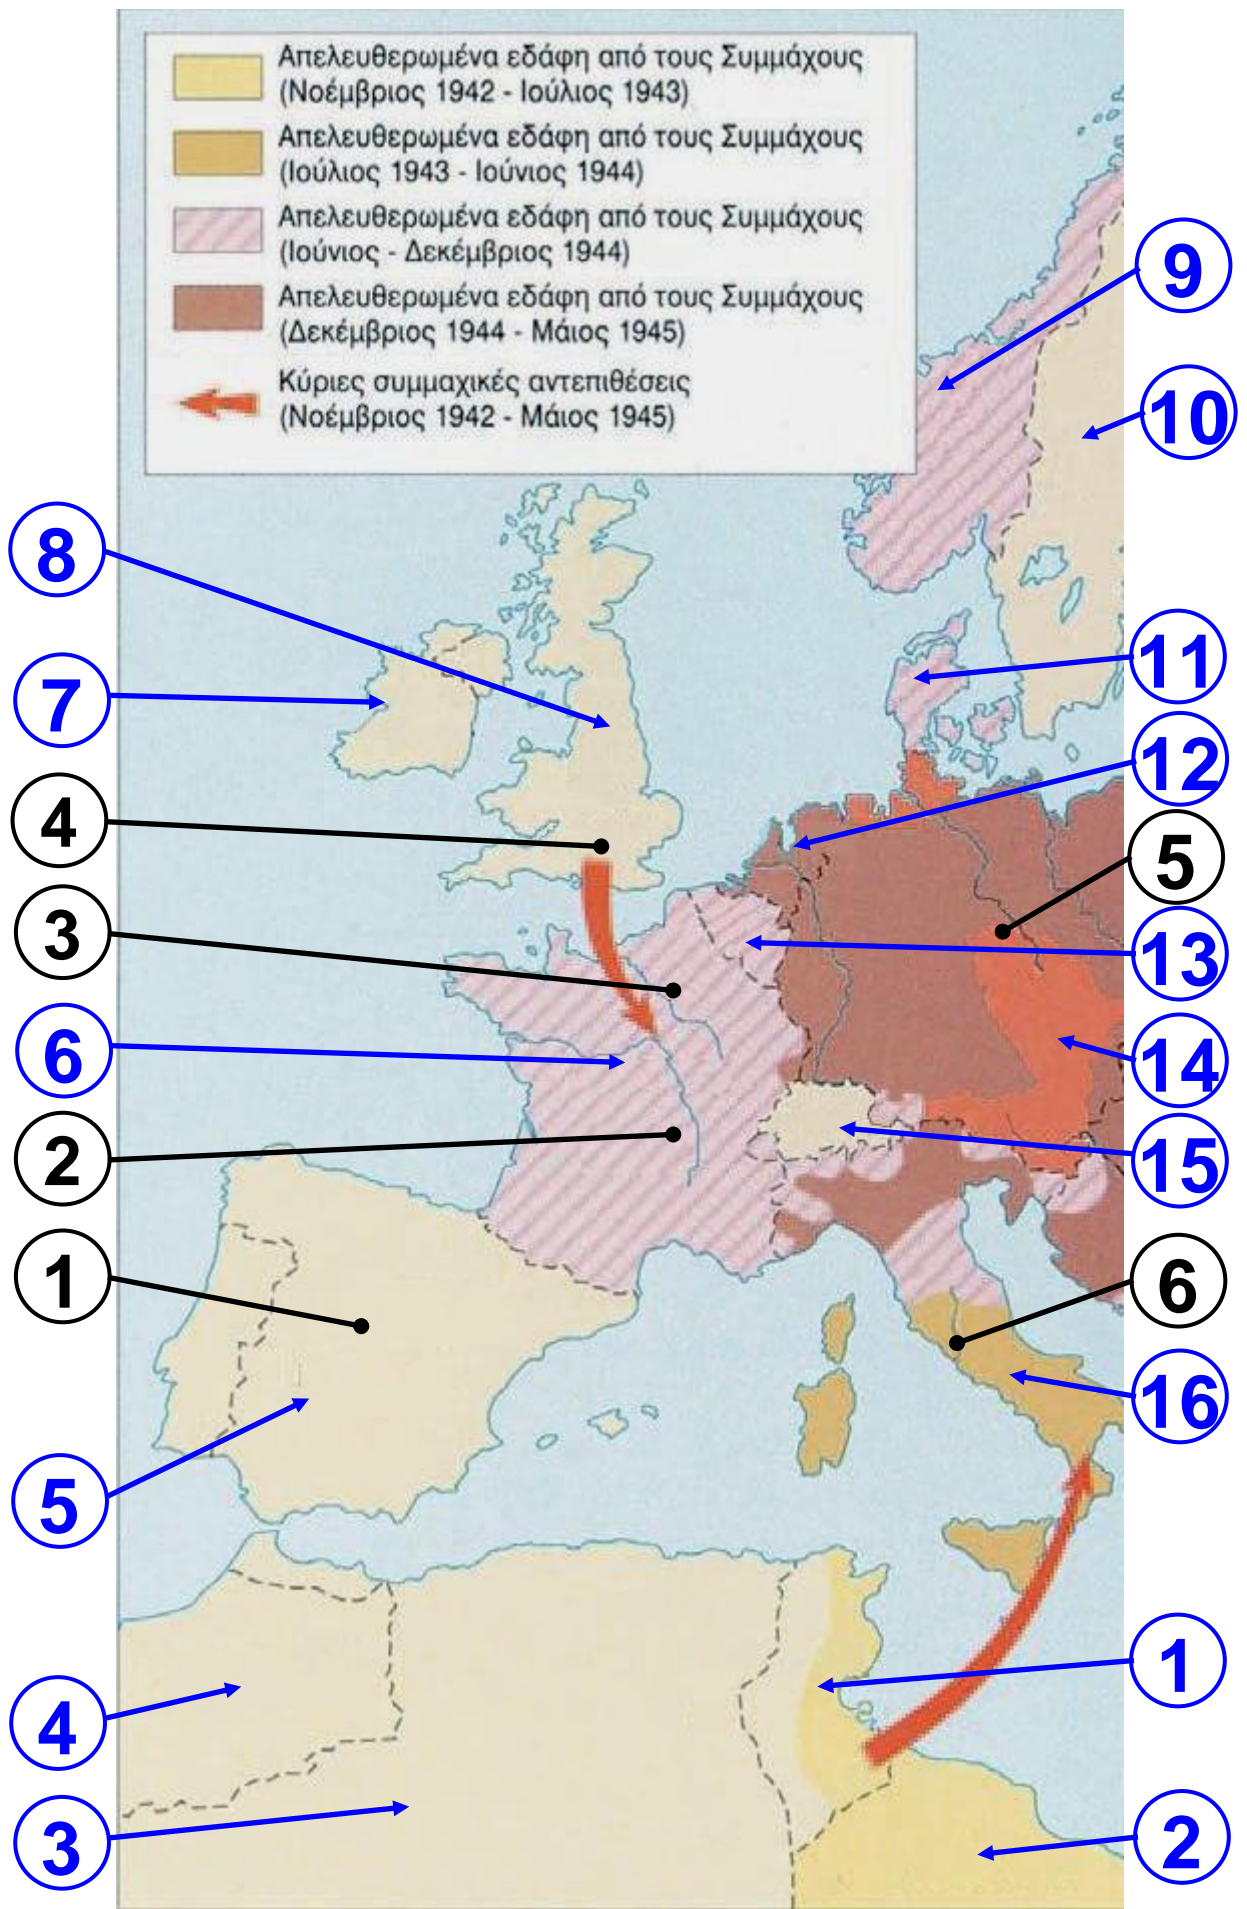 Απελευθερωμένα εδάφη από τους Συμμάχους
(Νοέμβριος 1942 - Ιούλιος 1943)
Απελευθερωμένα εδάφη από τους Συμμάχους
(Ιούλιος 1943 - Ιούνιος 1944)
Απελευθερωμένα εδάφη από τους Συμμάχους
(Ιούνιος - Δεκέμβριος 1944)
Απελευθερωμένα εδάφη από τους Συμμάχους
(Δεκέμβριος 1944 - Μάιος 1945)
Κύριες συμμαχικές αντεπιθέσεις
(Νοέμβριος 1942 - Μάιος 1945)
9
10
8
11
7
12
4
5
3
13
6
14
2
15
1
6
16
5
1
4
2
3